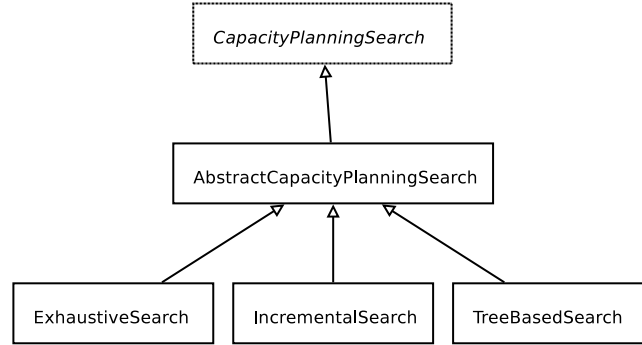 CapacityPlanningSearch
AbstractCapacityPlanningSearch
ExhaustiveSearch
IncrementalSearch
TreeBasedSearch